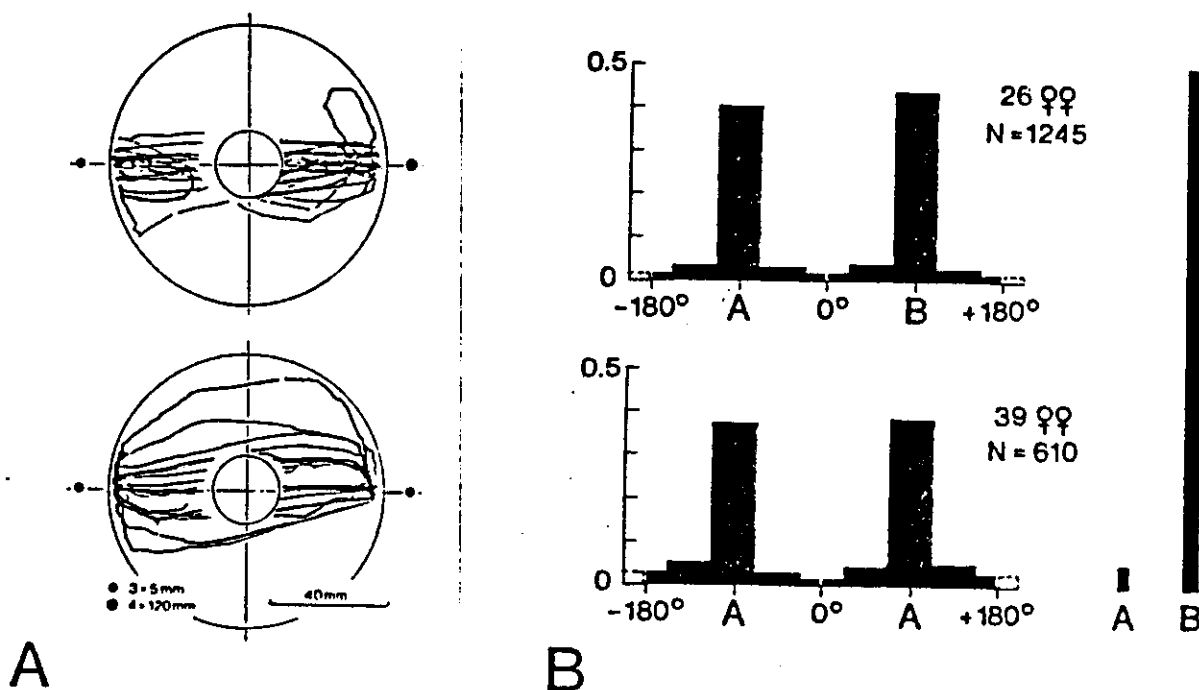 3 = 5mm
4 = 120mm
40mm
A
0.5
0
-180° A 0° B +180°
26 ♀♀
N = 1245
0.5
0
-180° A 0° A +180°
39 ♀♀
N = 610
A B
B